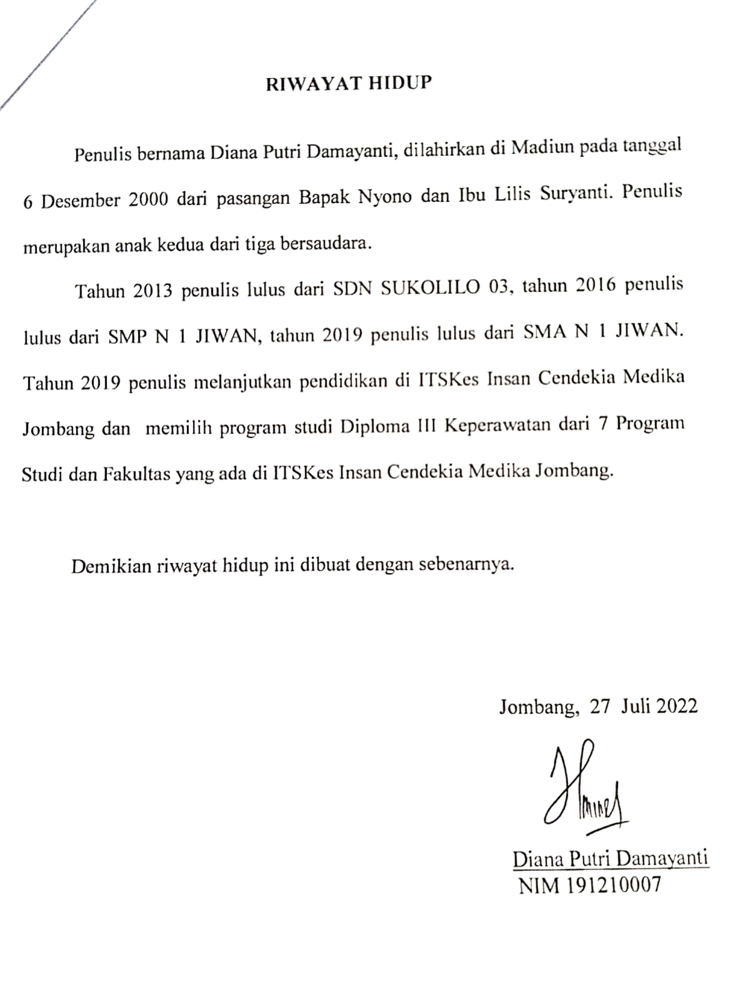 RIWAYAT HIDUP
Penulis bernama Diana Putri Damayanti, dilahirkan di Madiun pada tanggal
6 Desember 2000 dari pasangan Bapak Nyono dan Ibu Lilis Suryanti. Penulis
merupakan anak kedua dari tiga bersaudara.
Tahun 2013 penulis lulus dari SDN SUKOLILO 03, tahun 2016 penulis
lulus dari SMP N 1 JIWAN, tahun 2019 penulis lulus dari SMA N 1 JIWAN.
Tahun 2019 penulis melanjutkan pendidikan di ITSKes Insan Cendekia Medika
Jombang dan memilih program studi Diploma III Keperawatan dari 7 Program
Studi dan Fakultas yang ada di ITSKes Insan Cendekia Medika Jombang.
Demikian riwayat hidup ini dibuat dengan sebenarnya.
Jombang, 27 Juli 2022
Diana Putri Damayanti
NIM 191210007